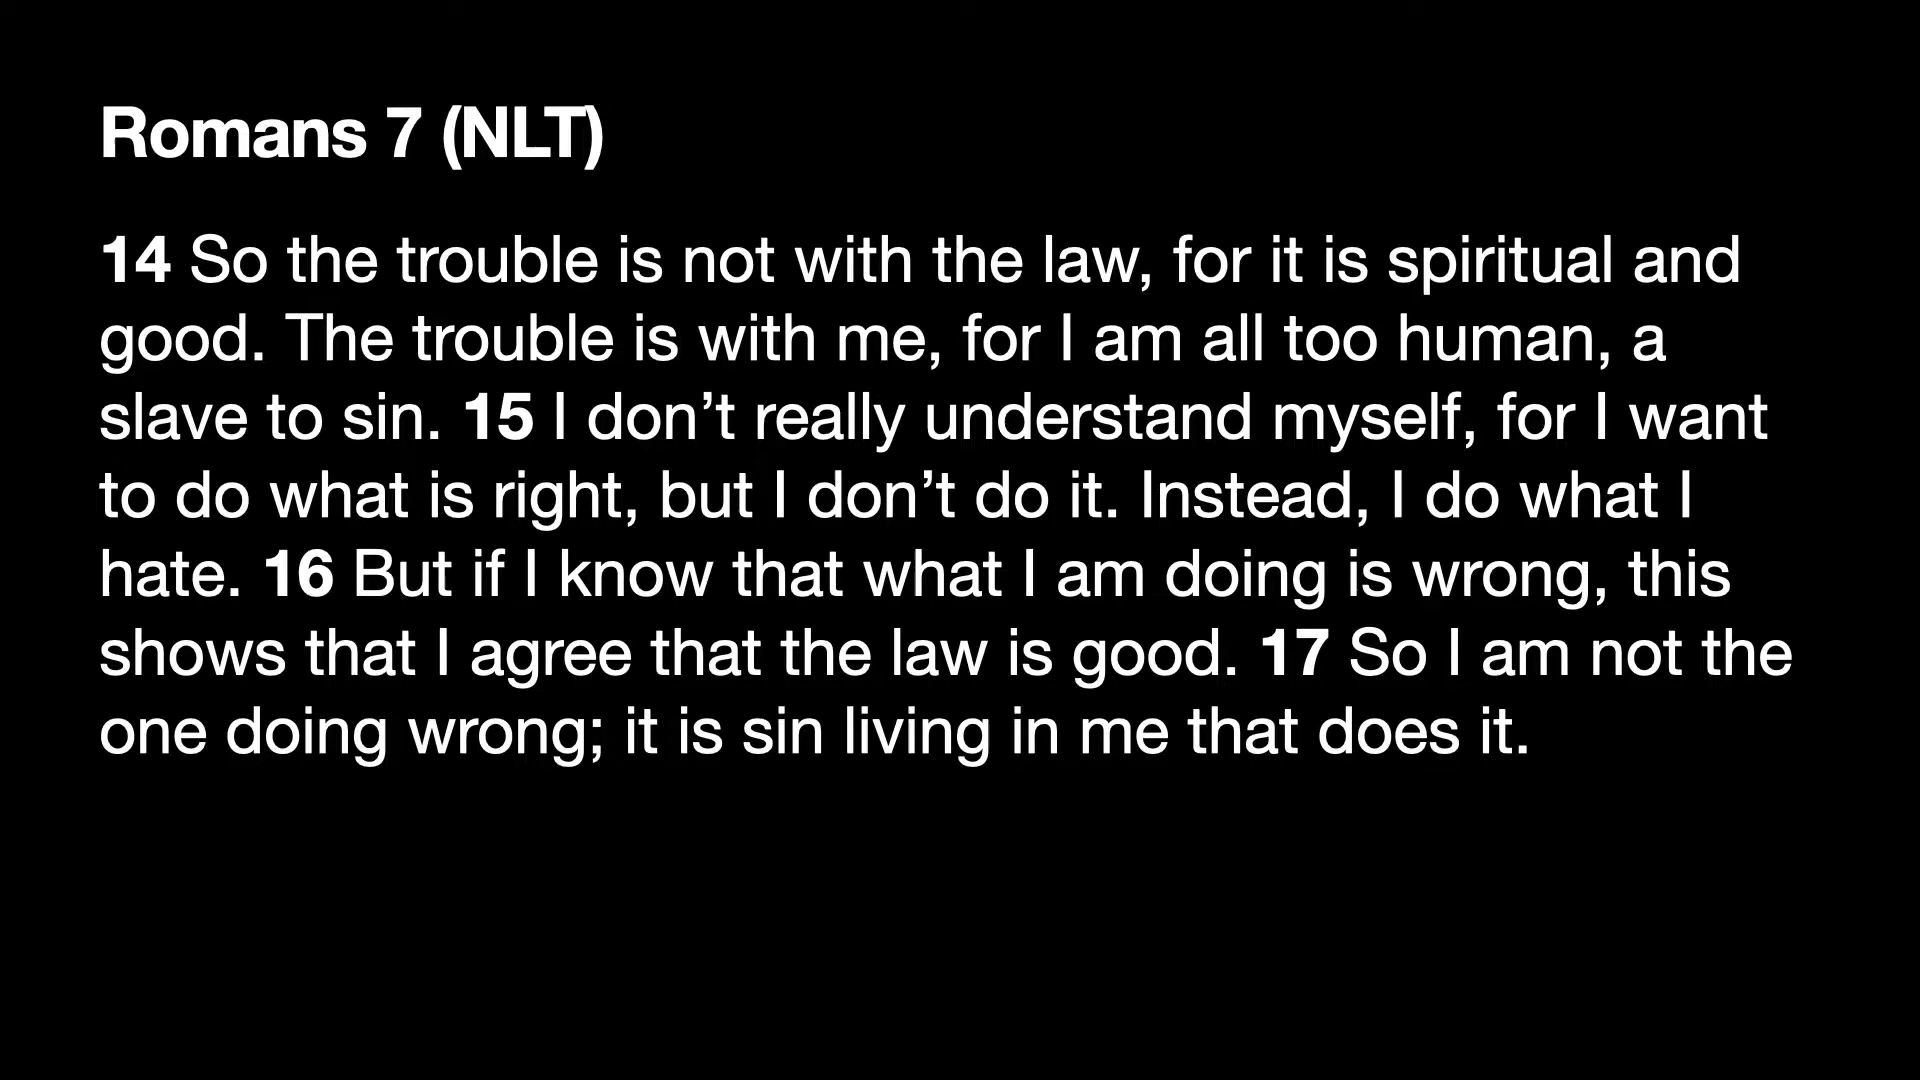 Romans 7 (NLT)
14 So the trouble is not with the law, for it is spiritual and
good. The trouble is with me, for I am all too human, a
slave to sin. 15 I don’t really understand myself, for I want
to do what is right, but I don’t do it. Instead, I do what I
hate. 16 But if I know that what I am doing is wrong, this
shows that I agree that the law is good. 17 So I am not the
one doing wrong; it is sin living in me that does it.